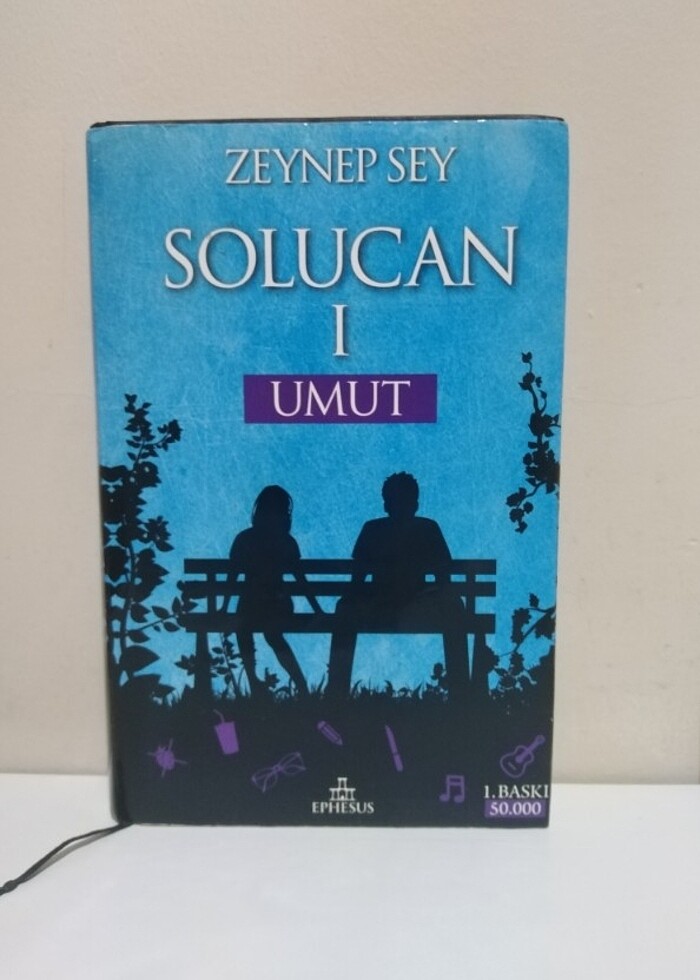 ZEYNEP SEY
SOLUCAN
I
UMUT
EPHESUS
1. BASKI
50.000